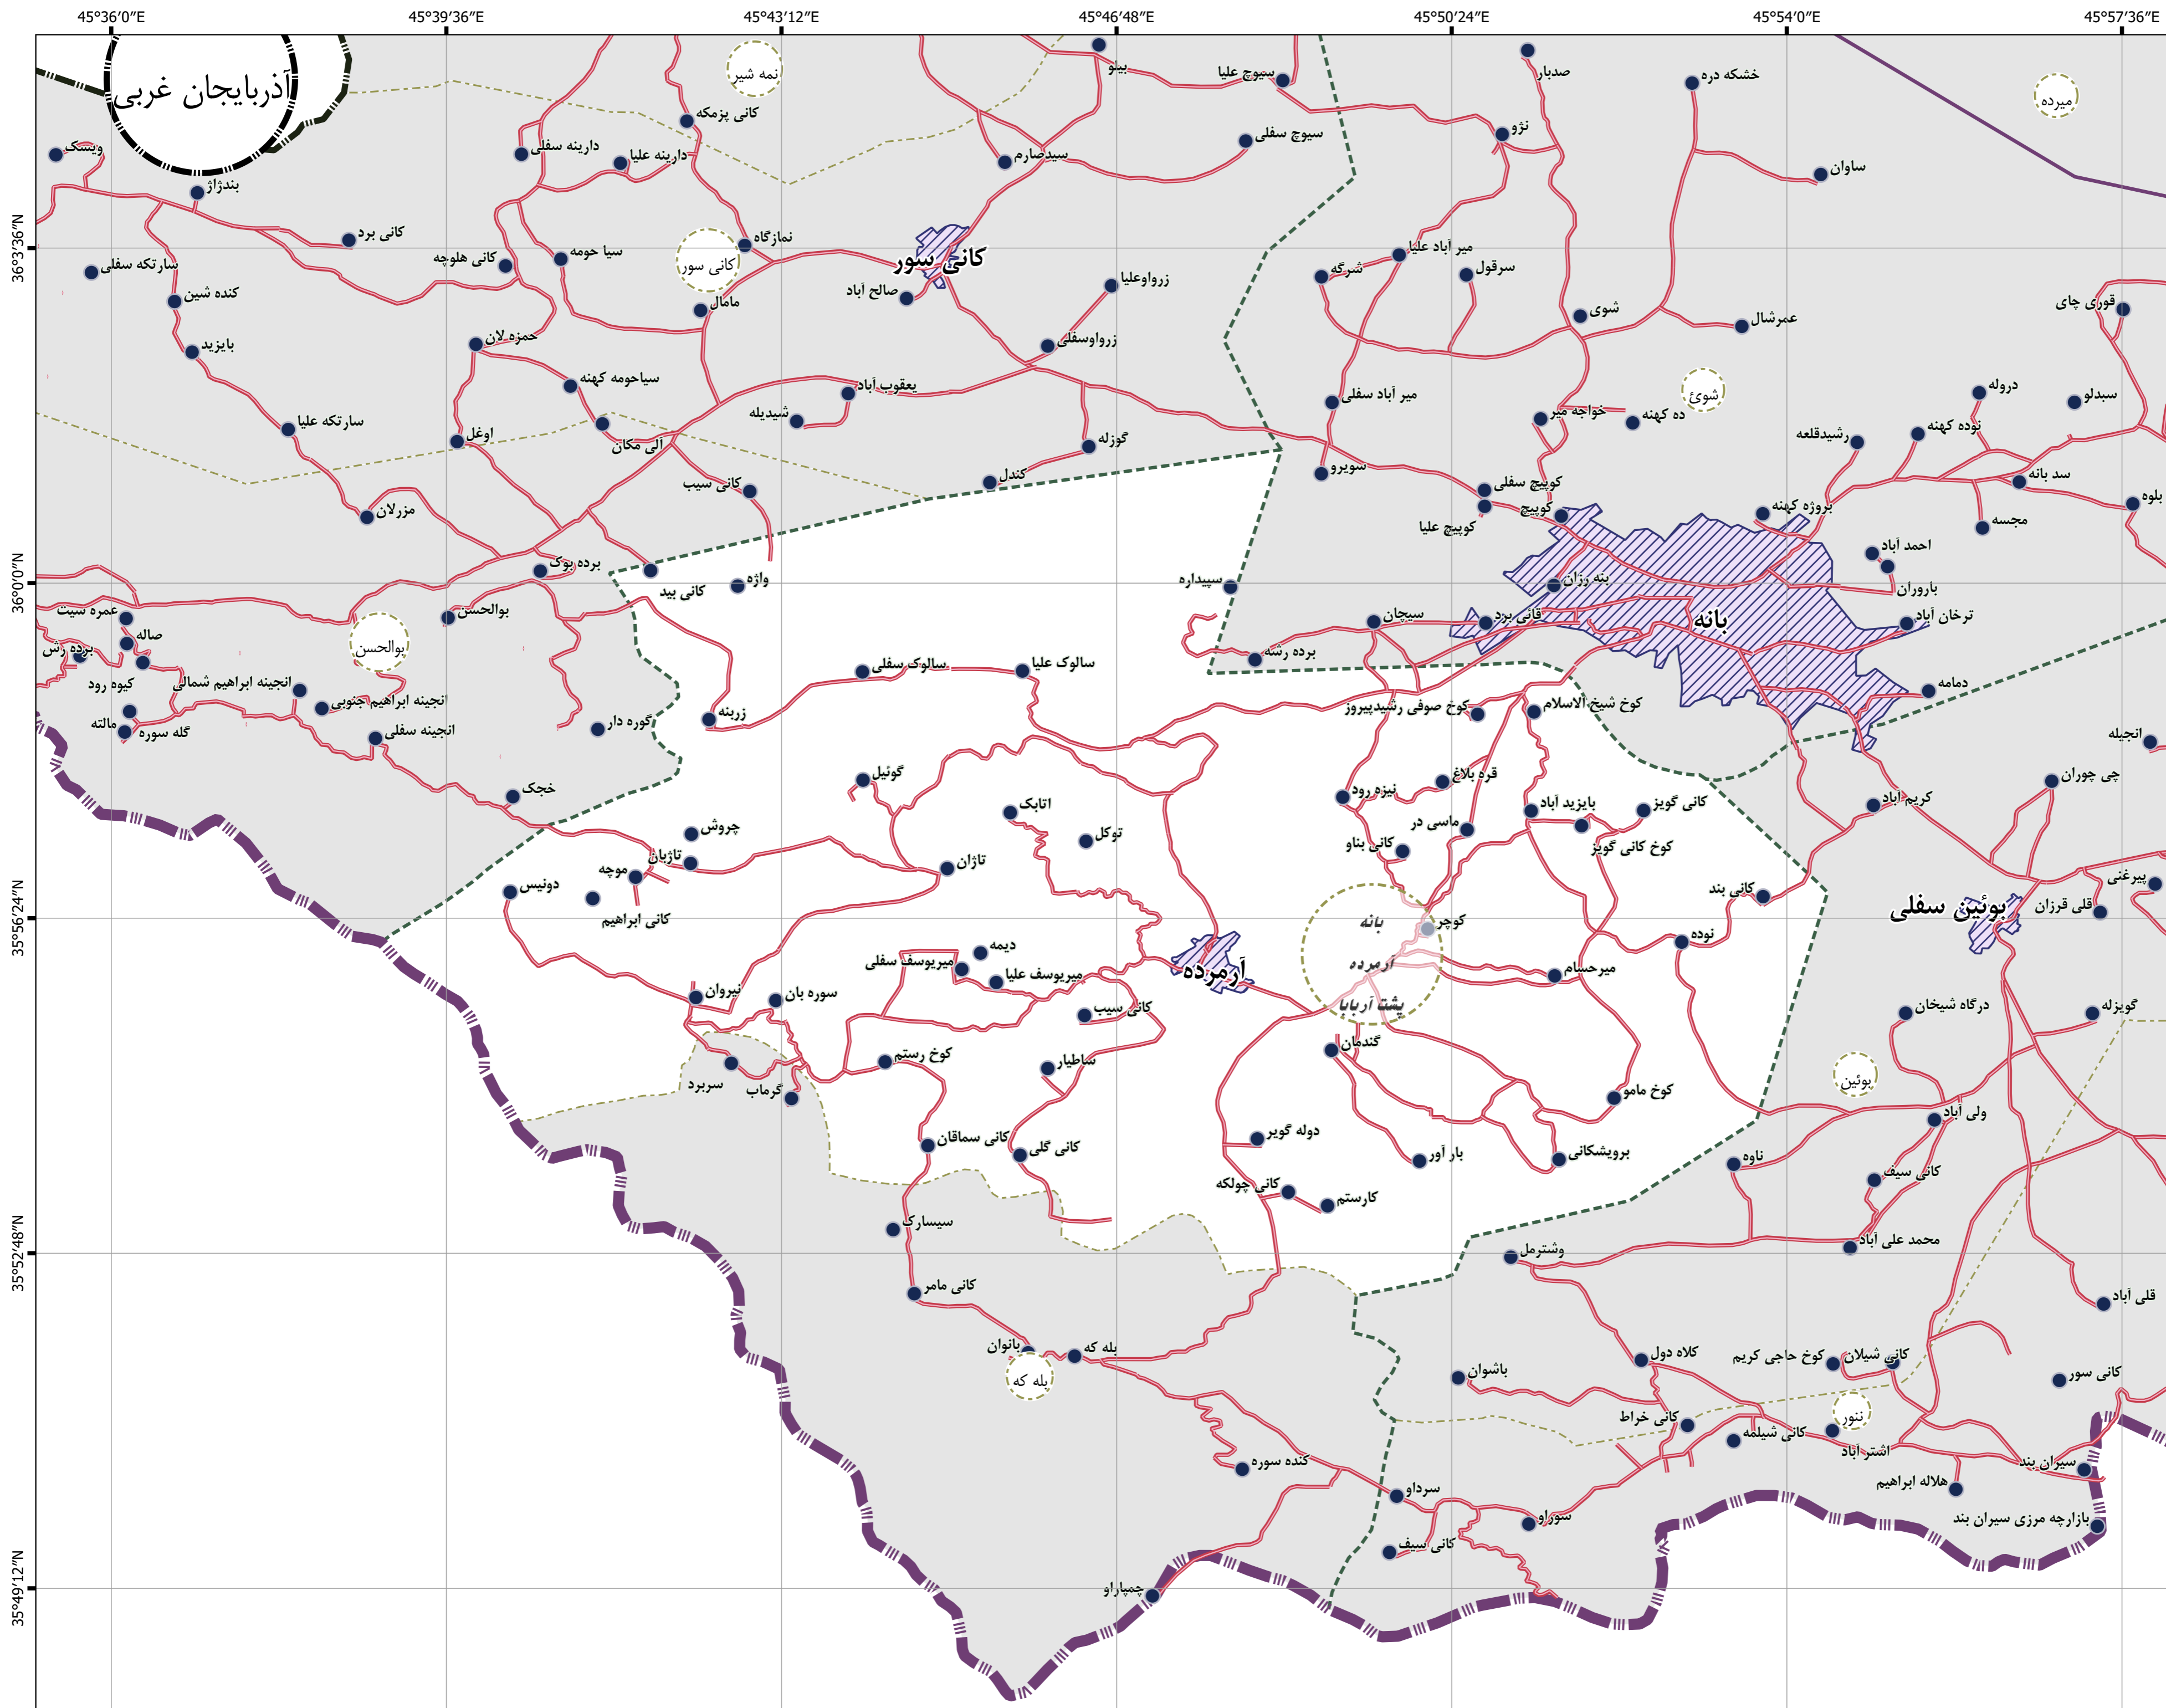 45°36'0"E
45°39'36"E
45°43'12"E
45°46'48"E
45°50'24"E
45°54'0"E
45°57'36"E
36°3'36"N
36°0'0"N
35°56'24"N
35°52'48"N
35°49'12"N
آذربایجان غربی
نمه شیر
بیلو
سیوچ علیا
صدبار
خشکه دره
میرده
کانی پزمکه
ویسک
دارینه سفلی
دارینه علیا
سیدصارم
سیوچ سفلی
نژو
ساوان
بندژاژ
کانی برد
کانی هلوچه
سیا حومه
نمازگاه
کانی سور
کانی سور
میر آباد علیا
شرگه
سرقول
سارتکه سفلی
کنده شین
مامال
صالح آباد
زرواوعلیا
شوی
عمرشال
قوری چای
بایزید
حمزه لان
زرواوسفلی
سیاحومه کهنه
یعقوب آباد
شیدیله
میر آباد سفلی
خواجه میر
ده کهنه
شوئ
دروله
سبدلو
سارتکه علیا
اوغل
آلی مکان
گوزله
رشیدقلعه
نوده کهنه
کانی سیب
کندل
سویرو
کوپیچ سفلی
کوپیچ
کوپیچ علیا
بروژه کهنه
سد بانه
بلوه
مجسه
مزرلان
برده بوک
کانی بید
واژه
سپیداره
بنه رزان
احمد آباد
باروران
عمره سیت
صاله
برده رش
کیوه رود
بوالحسن
بوالحسن
سیچان
قائی برد
بانه
ترخان آباد
برده رشه
انجینه ابراهیم شمالی
انجینه ابراهیم جنوبی
سالوک سفلی
سالوک علیا
دمامه
مالته
گله سوره
انجینه سفلی
گوره دار
زربنه
کوخ صوفی رشیدپیروز
کوخ شیخ الاسلام
انجیله
خجک
گوئیل
اتابک
نیزه رود
قره بلاغ
بایزید آباد
کانی گویز
کریم آباد
چی چوران
چروش
تازبان
توکل
ماسی در
کانی بناو
کوخ کانی گویز
موچه
تاژان
دونیس
کانی ابراهیم
کانی بند
بوئین سفلی
پیرغنی
قلی قرزان
بانه
آرمرده
پشت آربابا
کوچر
نوده
دیمه
میریوسف سفلی
میریوسف علیا
آرمرده
میرحسام
نیروان
سوره بان
کانی سیب
درگاه شیخان
گویزله
گندمان
سربرد
گرماب
کوخ رستم
ساطیار
کوخ مامو
بوئین
ولی آباد
کانی سماقان
کانی گلی
دوله گویر
بار آور
برویشکانی
ناوه
کانی سیف
کانی چولکه
کارستم
سیسارک
وشترمل
محمد علی آباد
کانی مامر
قلی آباد
بانوان
بله که
بله که
باشوان
کلاه دول
کوخ حاجی کریم
کانی شیلان
کانی سور
کانی خراط
کانی شیلمه
ننور
اشتر آباد
کنده سوره
سرداو
سوراو
هلاله ابراهیم
سیران بند
بازارچه مرزی سیران بند
کانی سیف
چمپاراو